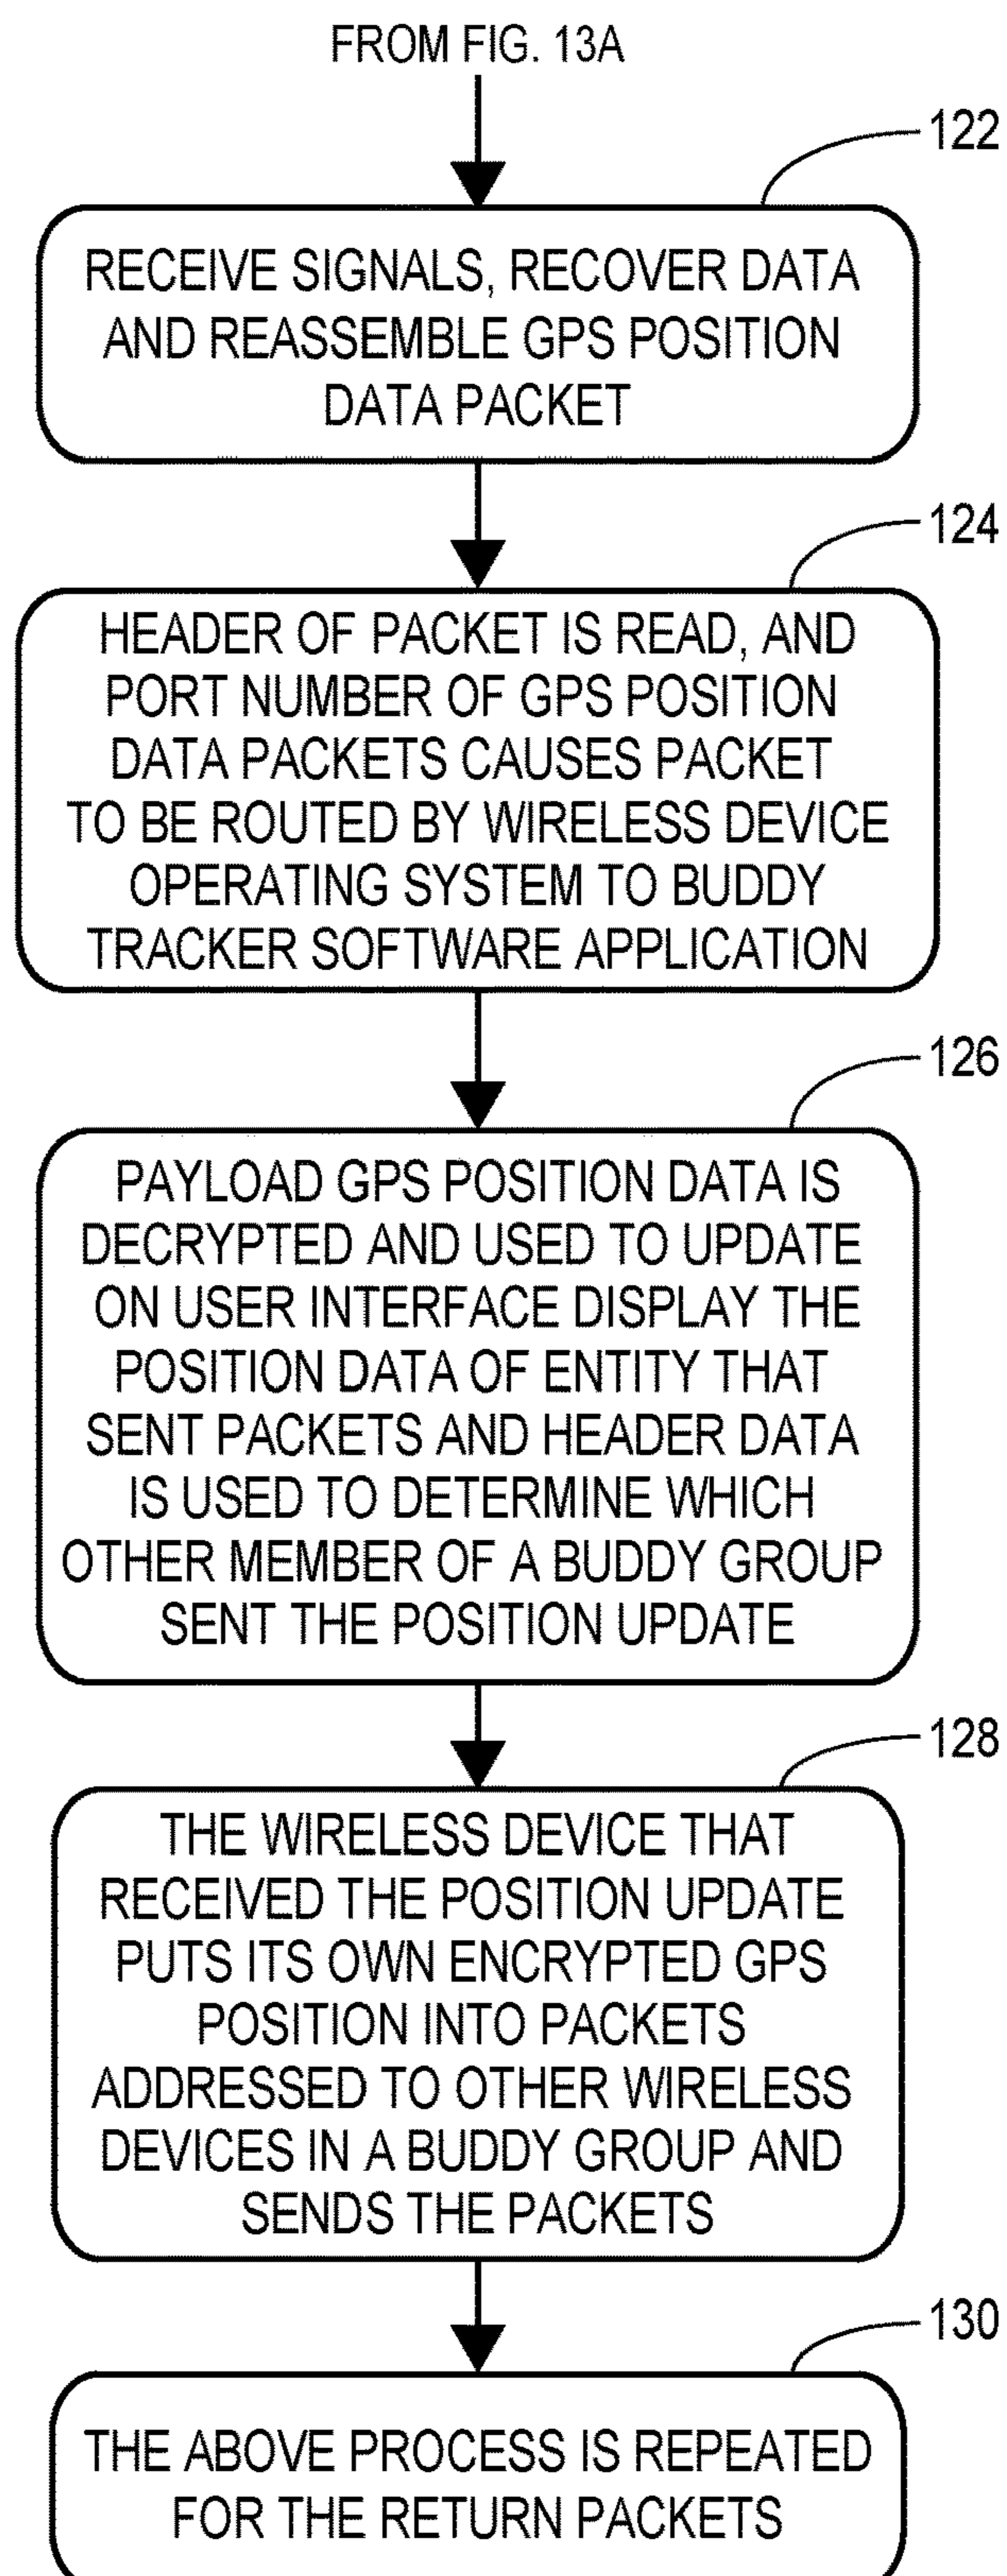 FROM FIG. 13A
122
RECEIVE SIGNALS, RECOVER DATA
AND REASSEMBLE GPS POSITION
DATA PACKET
124
HEADER OF PACKET IS READ, AND
PORT NUMBER OF GPS POSITION
DATA PACKETS CAUSES PACKET
TO BE ROUTED BY WIRELESS DEVICE
OPERATING SYSTEM TO BUDDY
TRACKER SOFTWARE APPLICATION
126
PAYLOAD GPS POSITION DATA IS
DECRYPTED AND USED TO UPDATE
ON USER INTERFACE DISPLAY THE
POSITION DATA OF ENTITY THAT
SENT PACKETS AND HEADER DATA
IS USED TO DETERMINE WHICH
OTHER MEMBER OF A BUDDY GROUP
SENT THE POSITION UPDATE
128
THE WIRELESS DEVICE THAT
RECEIVED THE POSITION UPDATE
PUTS ITS OWN ENCRYPTED GPS
POSITION INTO PACKETS
ADDRESSED TO OTHER WIRELESS
DEVICES IN A BUDDY GROUP AND
SENDS THE PACKETS
130
THE ABOVE PROCESS IS REPEATED
FOR THE RETURN PACKETS